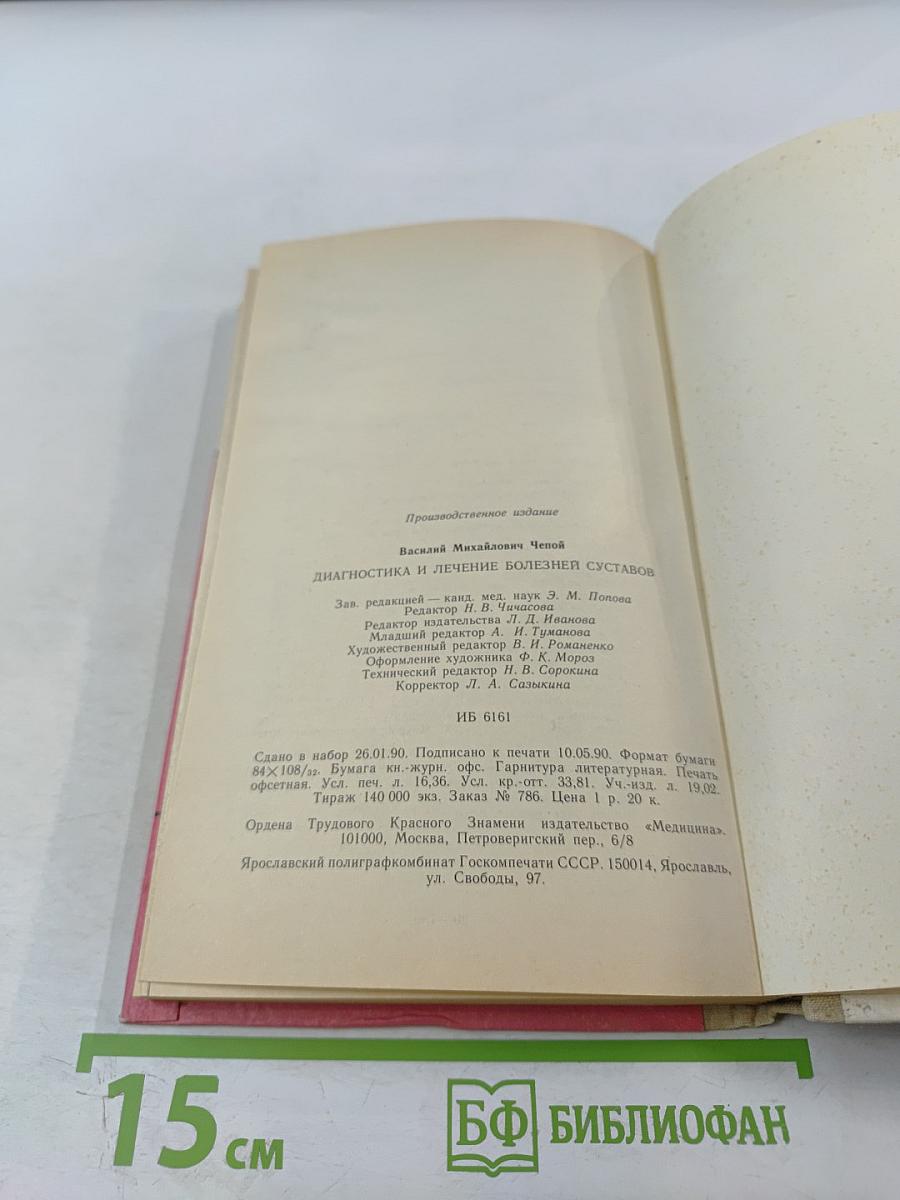 Производственное издание
Василий Михайлович Чепой
ДИАГНОСТИКА И ЛЕЧЕНИЕ БОЛЕЗНЕЙ СУСТАВОВ
Зав. редакцией — канд. мед. наук Э. М. Попова
Редактор Н. В. Чичасова
Редактор издательства Л. Д. Иванова
Младший редактор А. И. Туманова
Художественный редактор В. И. Романенко
Оформление художника Ф. К. Мороз
Технический редактор Н. В. Сорокина
Корректор Л. А. Сазыкина
ИБ 6161
Сдано в набор 26.01.90. Подписано к печати 10.05.90. Формат бумаги
84×108/32. Бумага кн.-журн. офс. Гарнитура литературная. Печать
офсетная. Усл. печ. л. 16,36. Усл. кр.-отт. 33,81. Уч.-изд. л. 19,02.
Тираж 140 000 экз. Заказ № 786. Цена 1 р. 20 к.
Ордена Трудового Красного Знамени издательство «Медицина».
101000, Москва, Петроверигский пер., 6/8
Ярославский полиграфкомбинат Госкомпечати СССР. 150014, Ярославль,
ул. Свободы, 97.
15 см
БФ БИБЛИОФАН